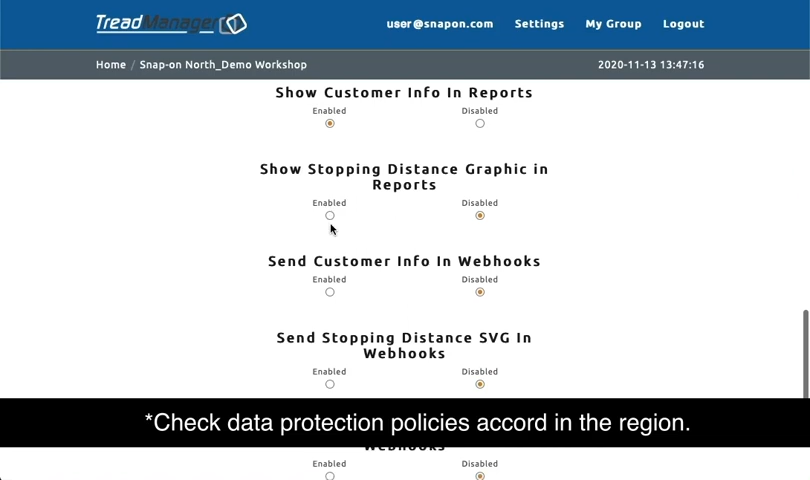 TreadManager
user@snapon.com Settings My Group Logout
Home / Snap-on North_Demo Workshop 2020-11-13 13:47:16
Show Customer Info In Reports
Enabled Disabled
Show Stopping Distance Graphic in
Reports
Enabled Disabled
Send Customer Info In Webhooks
Enabled Disabled
Send Stopping Distance SVG In
Webhooks
Enabled Disabled
*Check data protection policies accord in the region.
Webhooks
Enabled Disabled